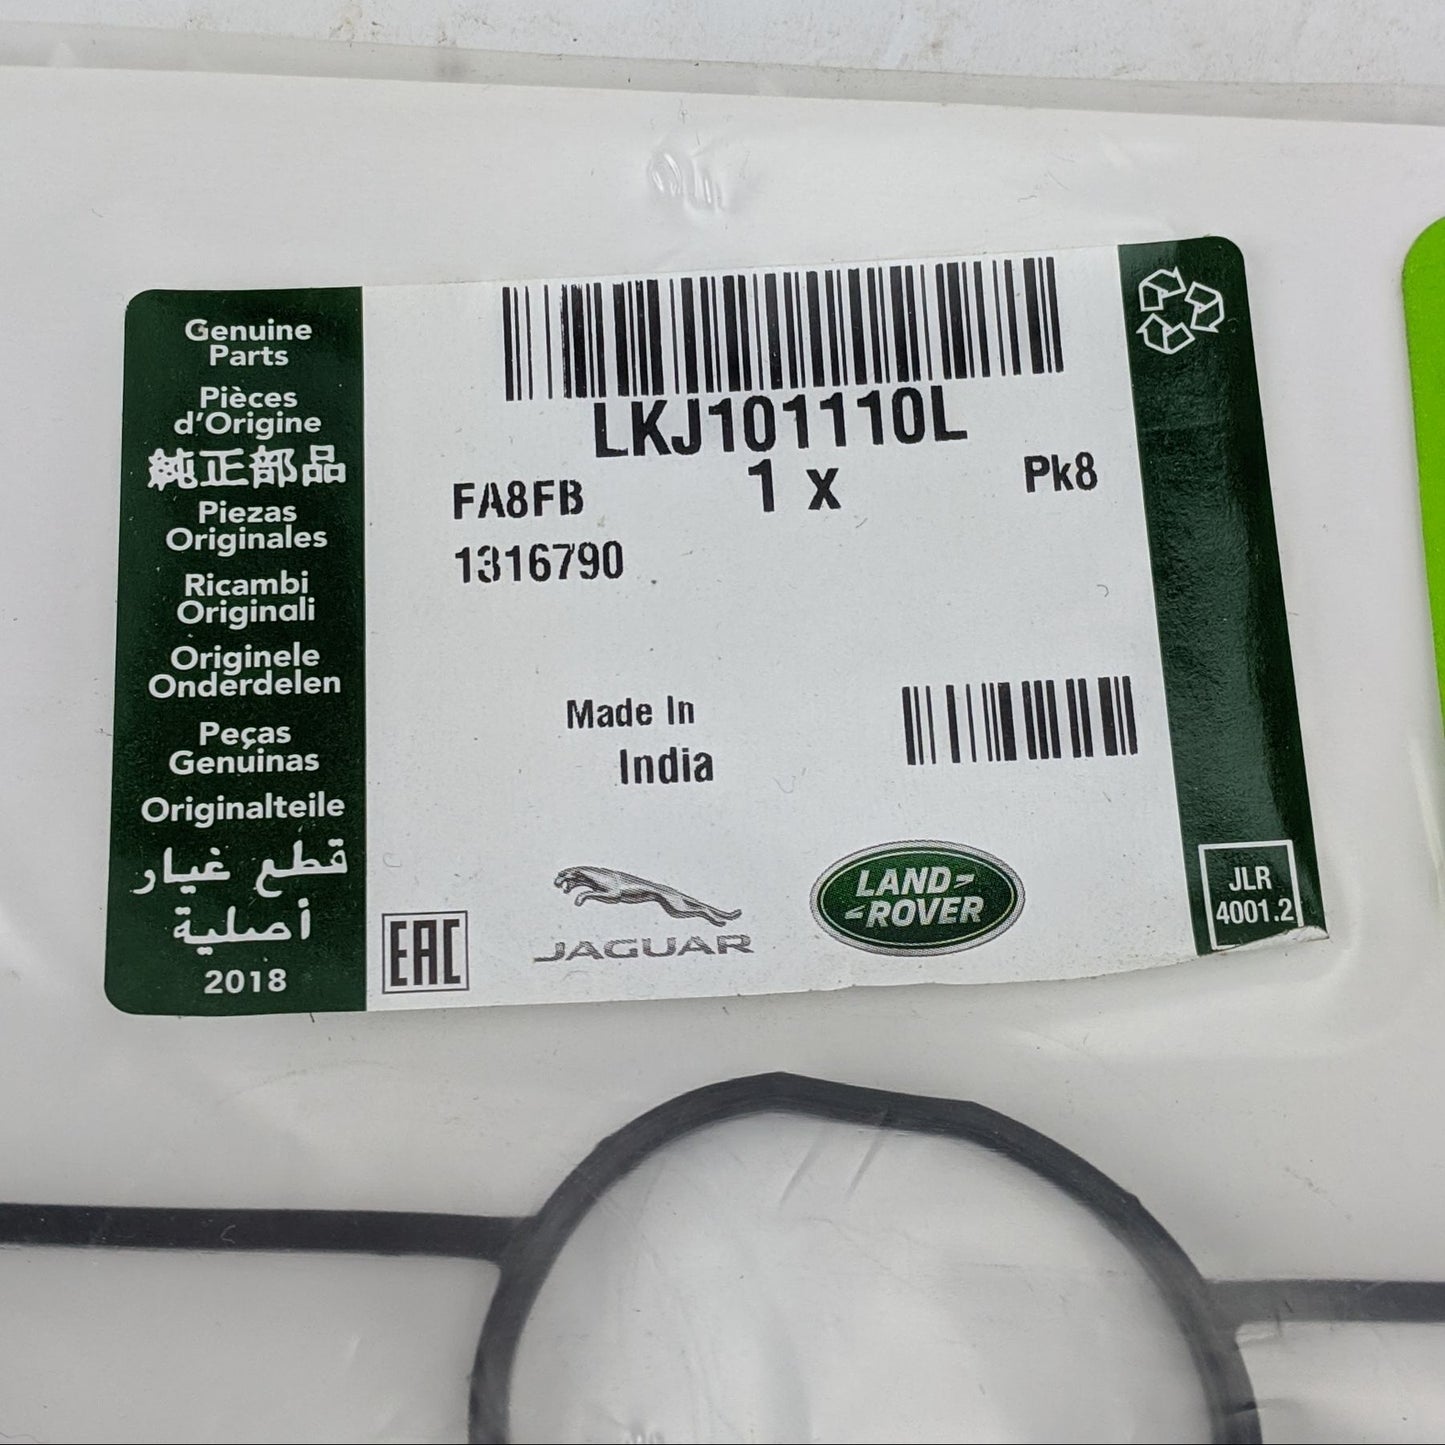 Genuine
Parts
Pièces
d'Origine
純正部品
Piezas
Originales
Ricambi
Originali
Originele
Onderdelen
Peças
Genuinas
Originalteile
قطع غيار
أصلية
2018
LKJ101110L
1 x
Pk8
FA8FB
1316790
Made In
India
EAC
JAGUAR
LAND-
-ROVER
JLR
4001.2